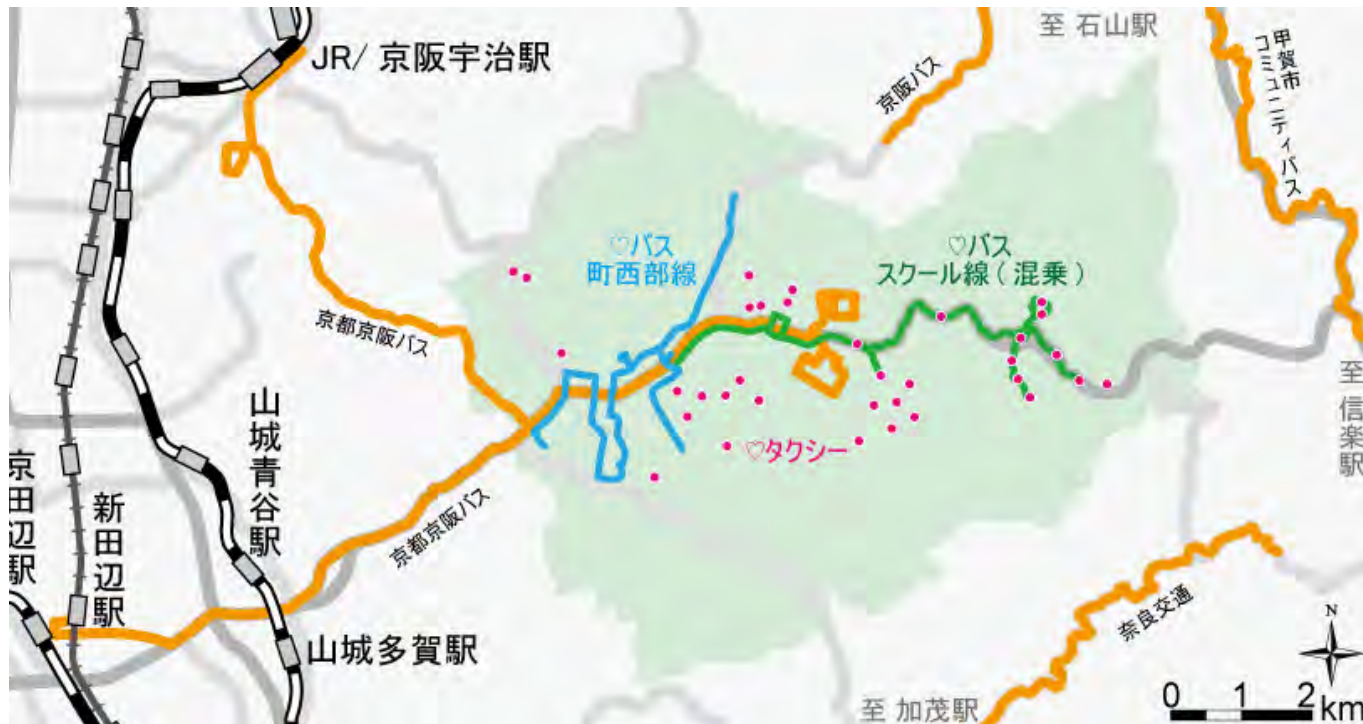 JR/ 京阪宇治駅
至 石山駅
京阪バス
甲賀市
コミュニティバス
♡バス
町西部線
♡バス
スクール線（混乗）
京都京阪バス
至 信楽駅
山城青谷駅
♡タクシー
京田辺駅
新田辺駅
京都京阪バス
奈良交通
山城多賀駅
至 加茂駅
N
0 1 2 km